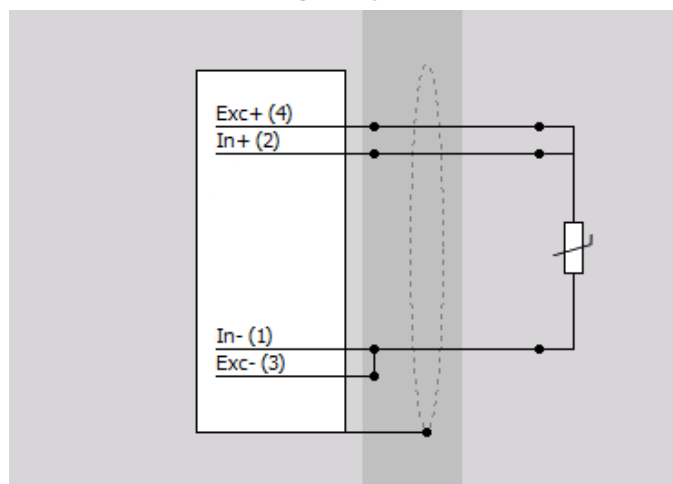 Exc+ (4)
In+ (2)
In- (1)
Exc- (3)